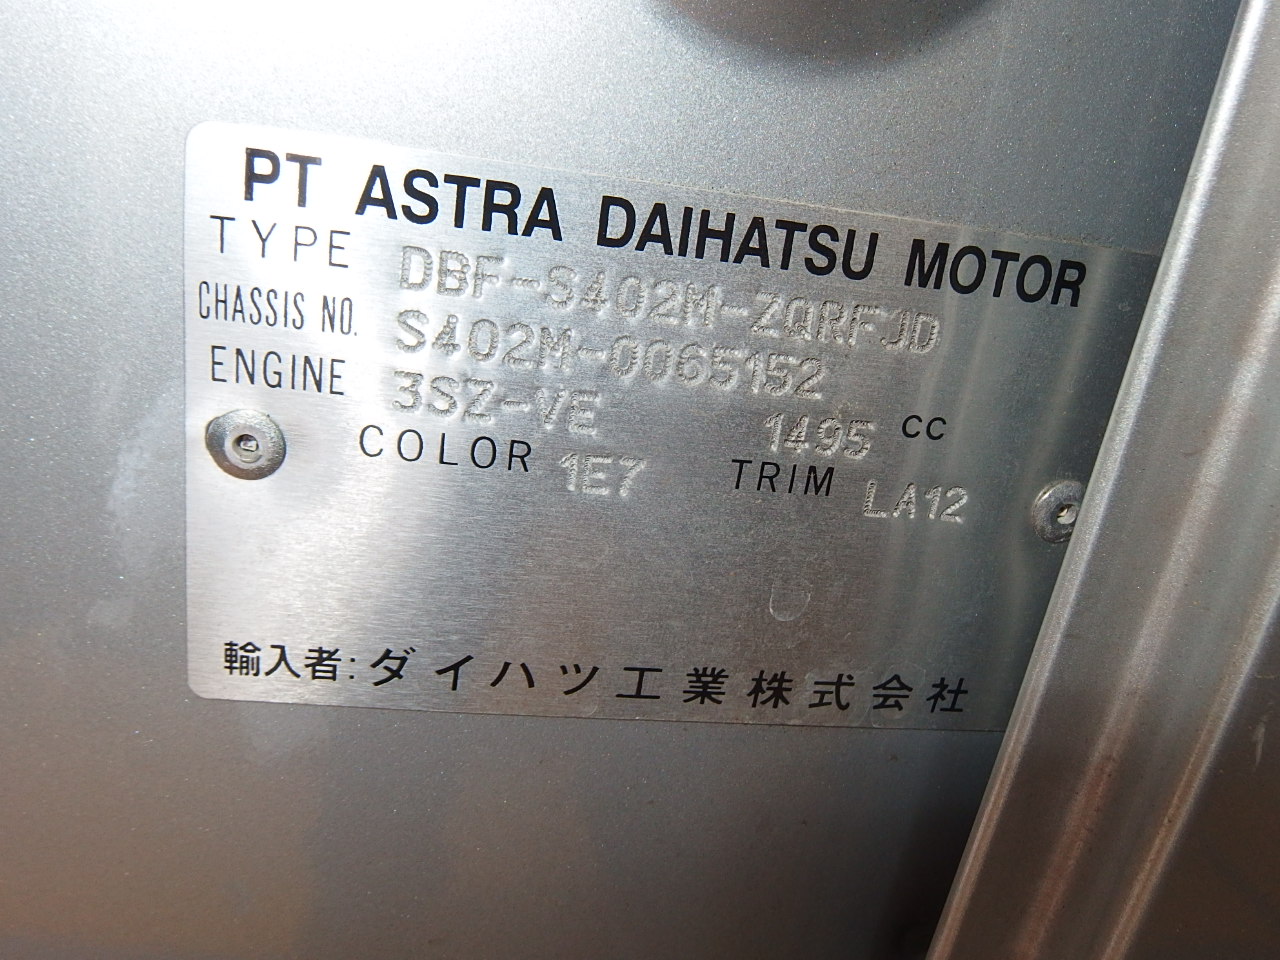 PT ASTRA DAIHATSU MOTOR
TYPE DBF-S402M-ZQRFJD
CHASSIS NO. S402M-0065152
ENGINE 3SZ-VE 1495 CC
COLOR 1E7 TRIM LA12
輸入者:ダイハツ工業株式会社